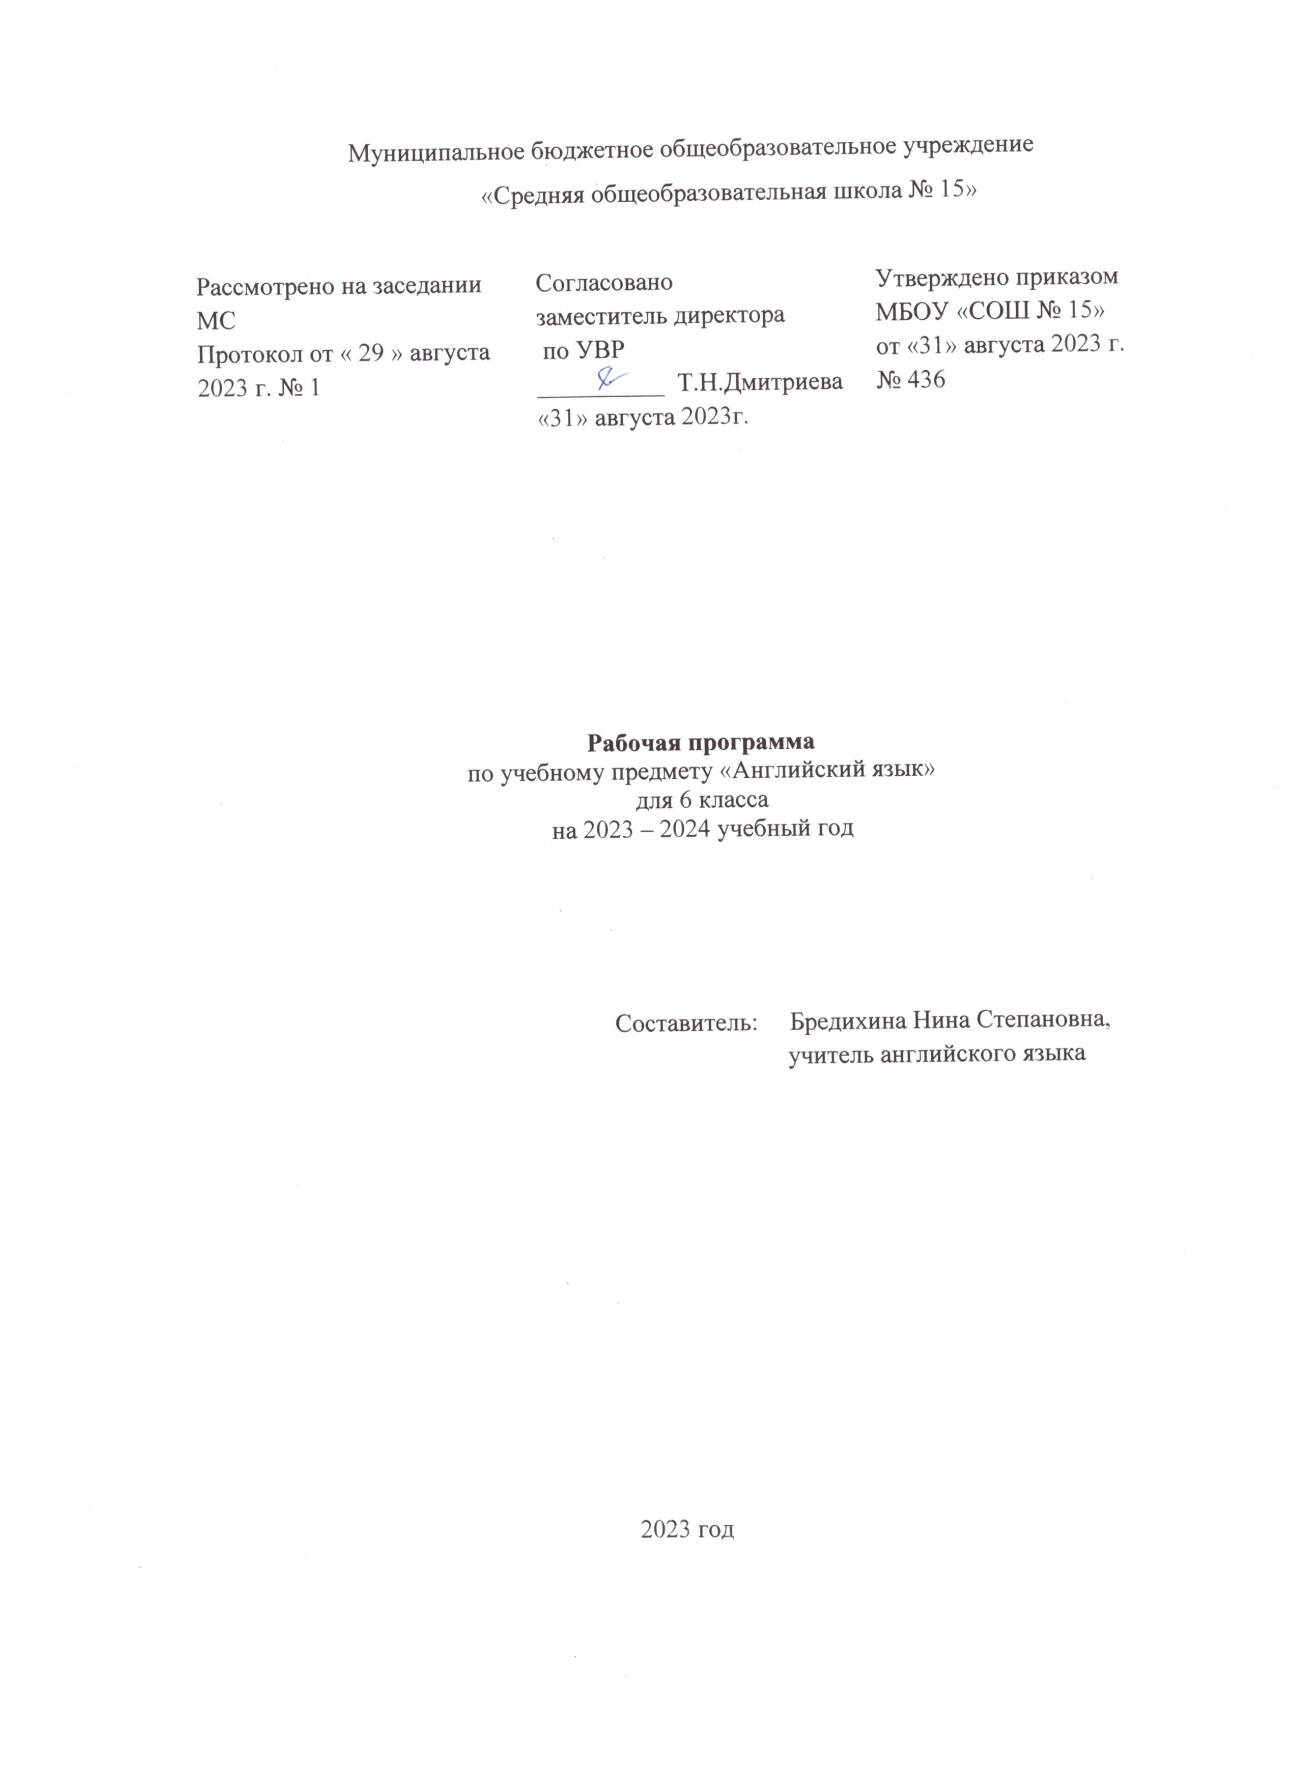 Муниципальное бюджетное общеобразовательное учреждение
«Средняя общеобразовательная школа № 15»
Рассмотрено на заседании
МС
Протокол от « 29 » августа
2023 г. № 1
Согласовано
заместитель директора
по УВР
___________ Т.Н.Дмитриева
«31» августа 2023г.
Утверждено приказом
МБОУ «СОШ № 15»
от «31» августа 2023 г.
№ 436
Рабочая программа
по учебному предмету «Английский язык»
для 6 класса
на 2023 – 2024 учебный год
Составитель: Бредихина Нина Степановна,
учитель английского языка
2023 год